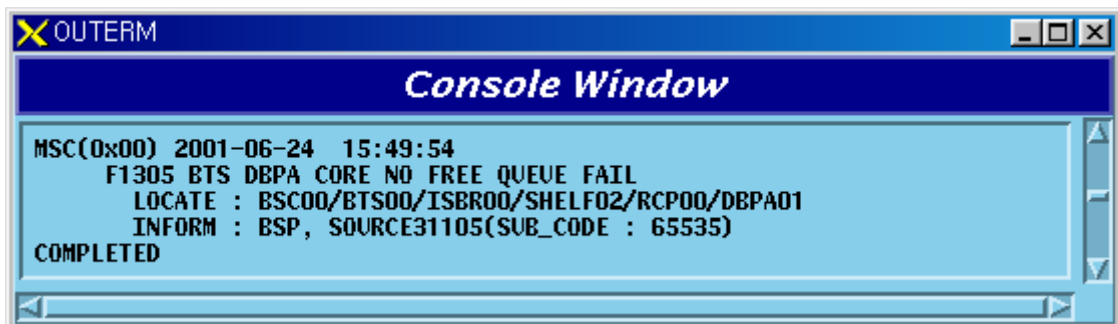 OUTERM
Console Window
MSC(0x00) 2001-06-24 15:49:54
F1305 BTS DBPA CORE NO FREE QUEUE FAIL
LOCATE : BSC00/BTS00/ISBR00/SHELF02/RCP00/DBPA01
INFORM : BSP, SOURCE31105(SUB_CODE : 65535)
COMPLETED